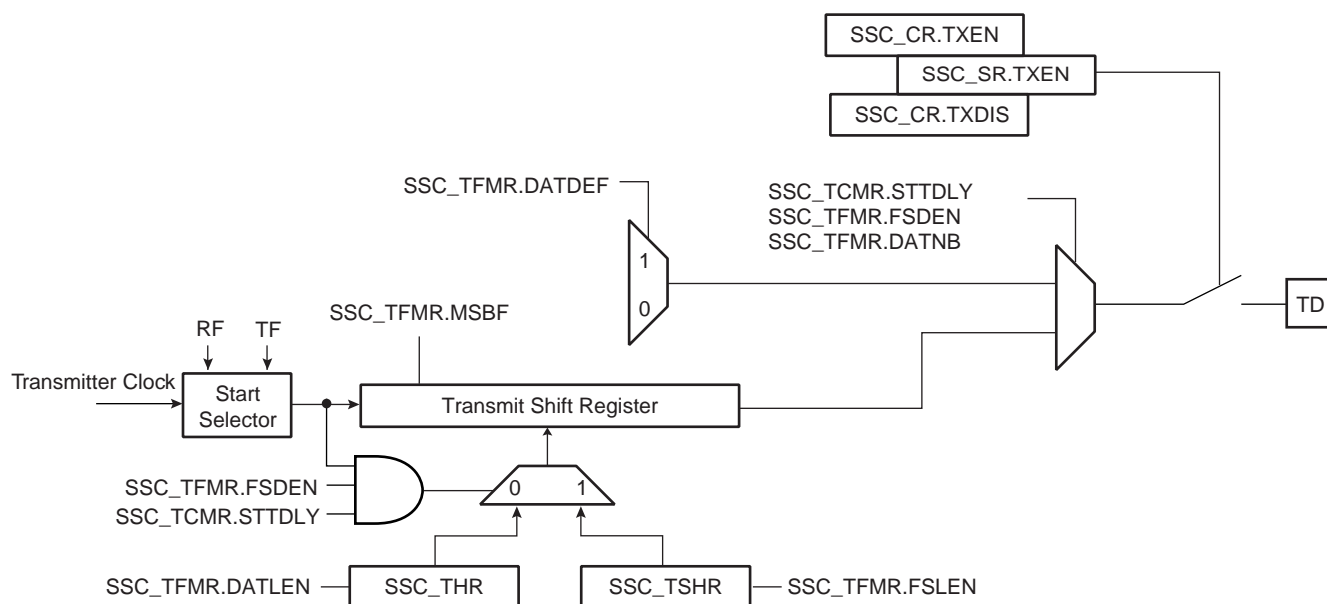 SSC_CR.TXEN
SSC_SR.TXEN
SSC_CR.TXDIS
SSC_TFMR.DATDEF
SSC_TCMR.STTDLY
SSC_TFMR.FSDEN
SSC_TFMR.DATNB
1
0
TD
SSC_TFMR.MSBF
RF
TF
Transmitter Clock
Start
Selector
Transmit Shift Register
SSC_TFMR.FSDEN
SSC_TCMR.STTDLY
0
1
SSC_TFMR.DATLEN
SSC_THR
SSC_TSHR
SSC_TFMR.FSLEN